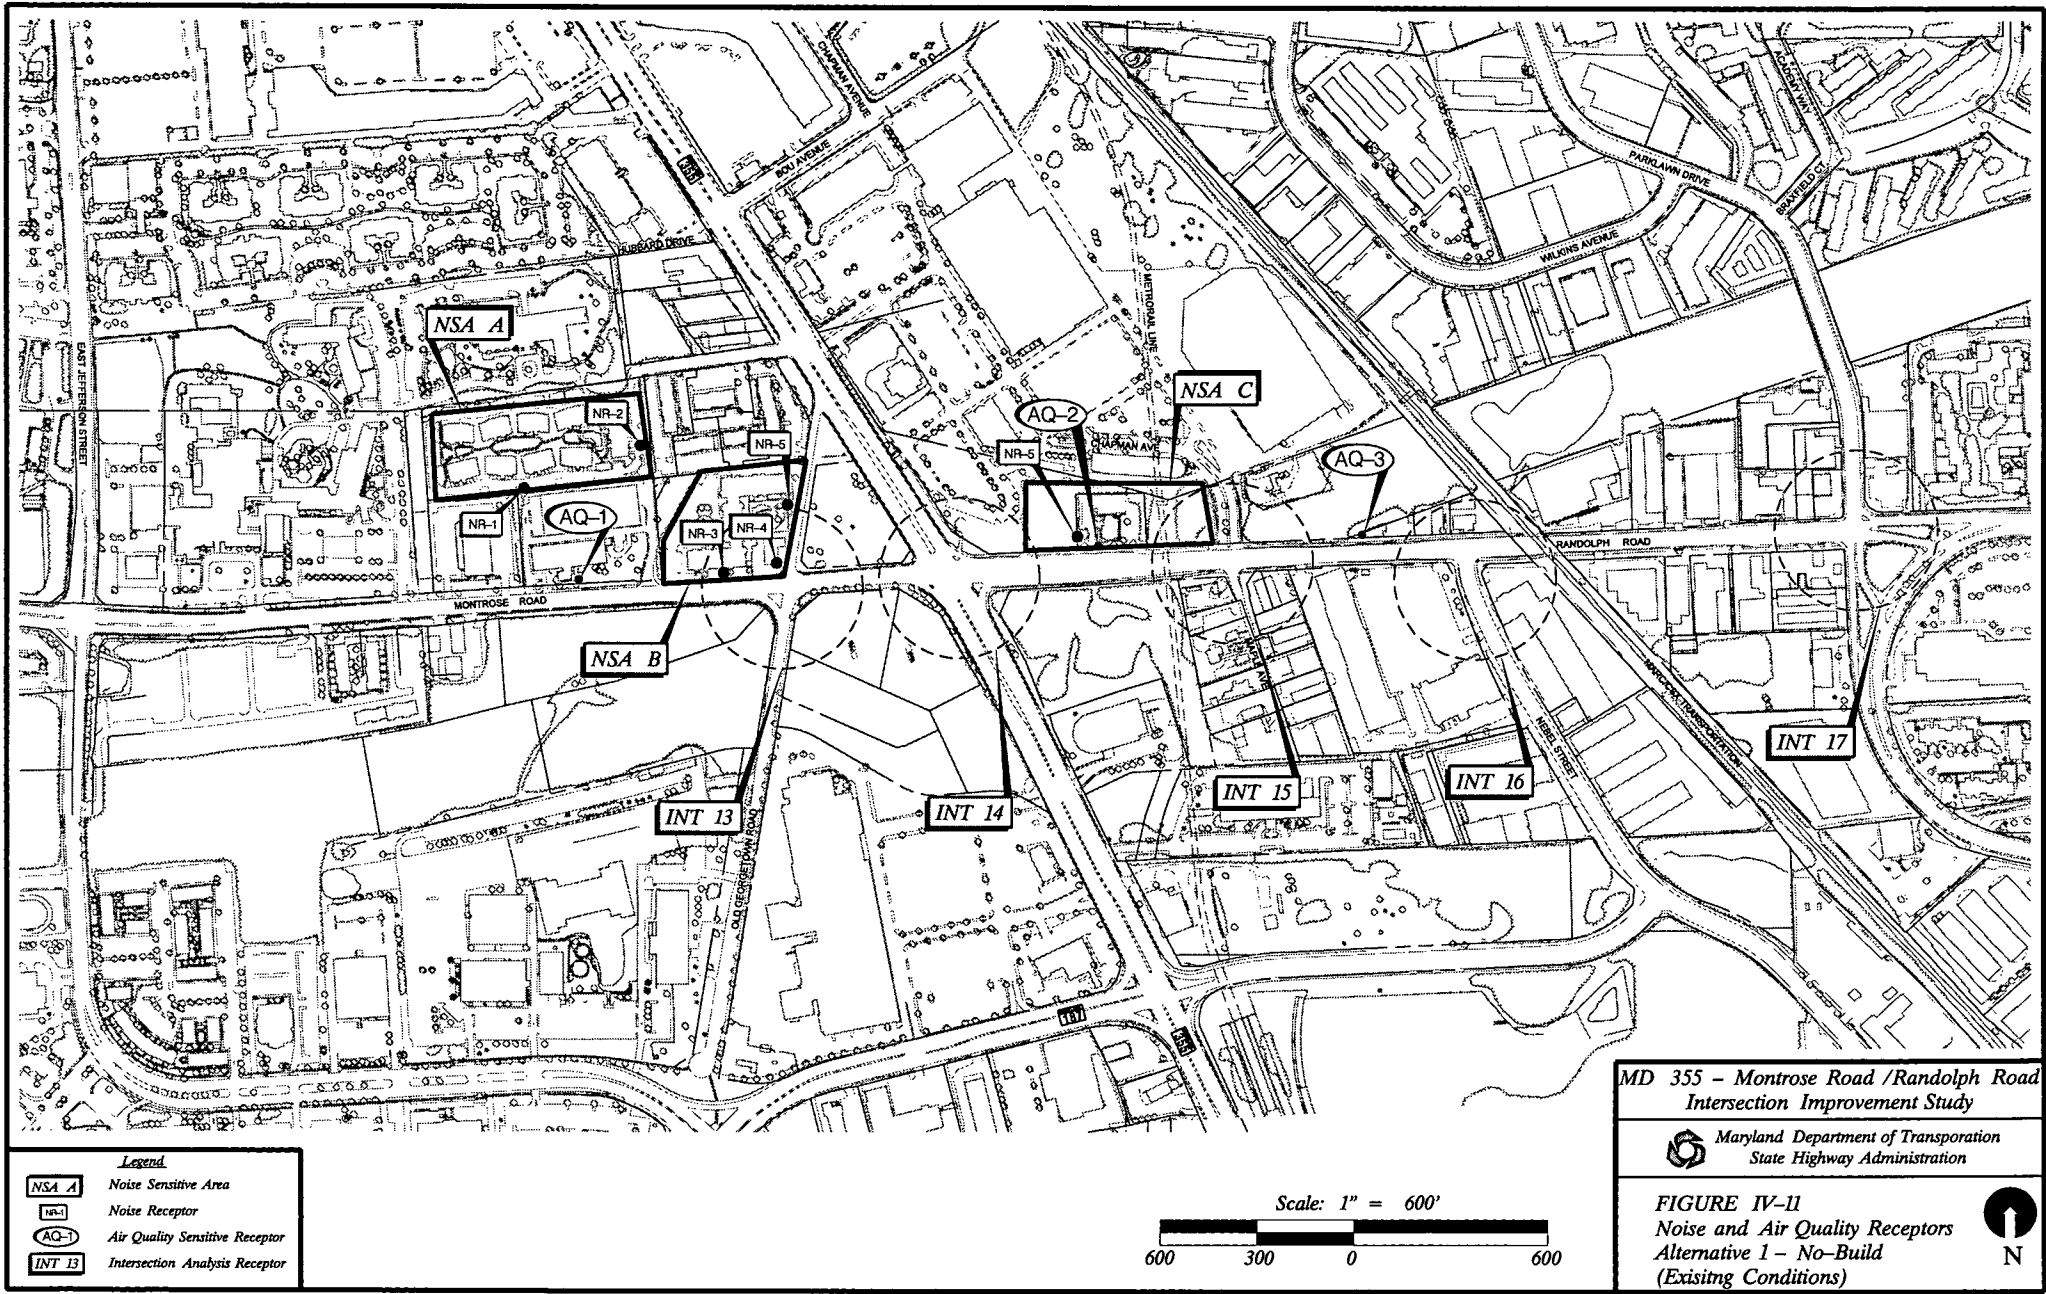 CHAPMAN AVENUE
ACADEMY WAY
355
BOU AVENUE
PARKLAWN DRIVE
BRAYFIELD CT
HUBBARD DRIVE
WILKINS AVENUE
METRORAIL LINE
NSA A
EAST JEFFERSON STREET
NSA C
NR-2
AQ-2
NR-5
CHAPMAN AVE
NR-5
AQ-3
NR-1
AQ-1
NR-3
NR-4
RANDOLPH ROAD
MONTROSE ROAD
NSA B
MAPLE AVE
MARC/CSX TRANSPORTATION
NEBEL STREET
INT 17
INT 16
INT 15
INT 13
INT 14
OLD GEORGETOWN ROAD
187
355
Legend
NSA A Noise Sensitive Area
NR-1 Noise Receptor
AQ-1 Air Quality Sensitive Receptor
INT 13 Intersection Analysis Receptor
Scale: 1" = 600'
600 300 0 600
MD 355 - Montrose Road /Randolph Road
Intersection Improvement Study
Maryland Department of Transporation
State Highway Administration
FIGURE IV-11
Noise and Air Quality Receptors
Alternative 1 - No-Build
(Exisitng Conditions)
N